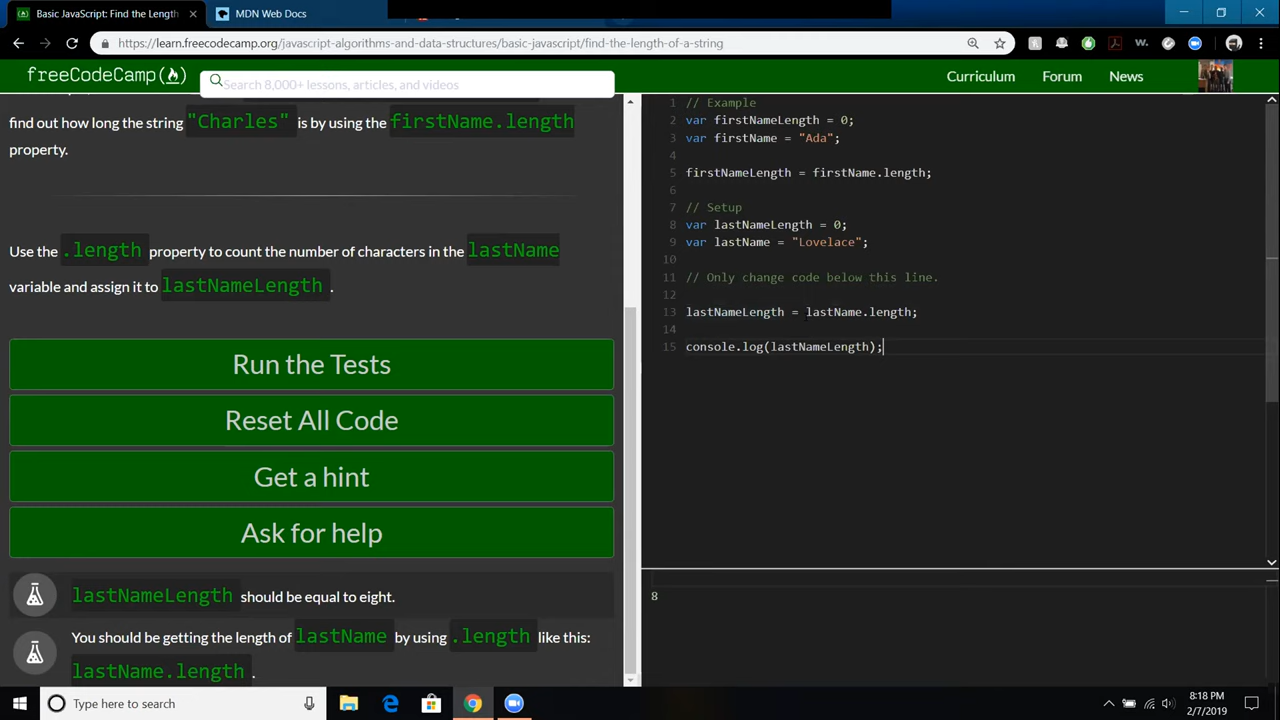 Basic JavaScript: Find the Length
MDN Web Docs
https://learn.freecodecamp.org/javascript-algorithms-and-data-structures/basic-javascript/find-the-length-of-a-string
freeCodeCamp
Search 8,000+ lessons, articles, and videos
Curriculum
Forum
News
find out how long the string "Charles" is by using the firstName.length
property.
Use the .length property to count the number of characters in the lastName
variable and assign it to lastNameLength .
Run the Tests
Reset All Code
Get a hint
Ask for help
lastNameLength should be equal to eight.
You should be getting the length of lastName by using .length like this:
lastName.length .
1 // Example
2 var firstNameLength = 0;
3 var firstName = "Ada";
4
5 firstNameLength = firstName.length;
6
7 // Setup
8 var lastNameLength = 0;
9 var lastName = "Lovelace";
10
11 // Only change code below this line.
12
13 lastNameLength = lastName.length;
14
15 console.log(lastNameLength);
8
Type here to search
8:18 PM
2/7/2019